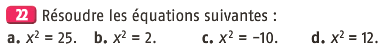 22 Résoudre les équations suivantes :
a. x² = 25. b. x² = 2. c. x² = –10. d. x² = 12.